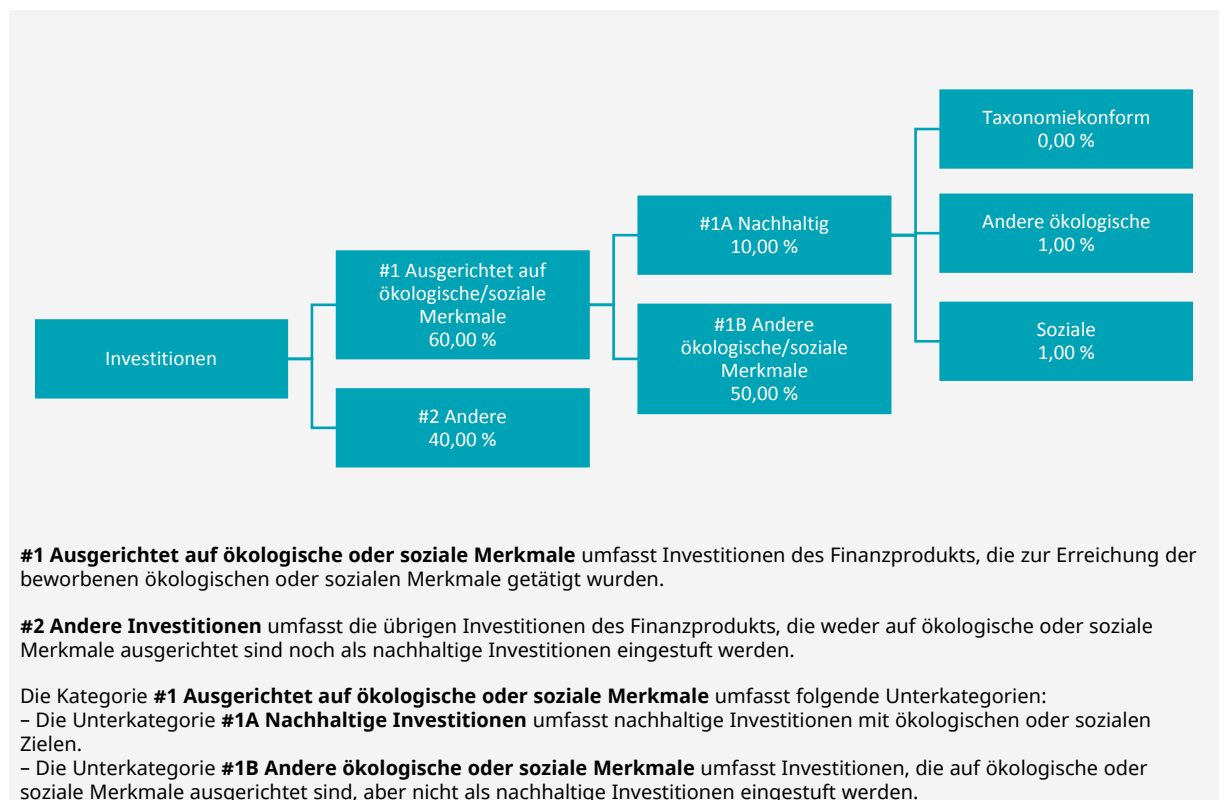 Taxonomiekonform
0,00 %
#1A Nachhaltig
10,00 %
Andere ökologische
1,00 %
#1 Ausgerichtet auf
ökologische/soziale
Merkmale
60,00 %
#1B Andere
ökologische/soziale
Merkmale
50,00 %
Soziale
1,00 %
Investitionen
#2 Andere
40,00 %
#1 Ausgerichtet auf ökologische oder soziale Merkmale umfasst Investitionen des Finanzprodukts, die zur Erreichung der
beworbenen ökologischen oder sozialen Merkmale getätigt wurden.
#2 Andere Investitionen umfasst die übrigen Investitionen des Finanzprodukts, die weder auf ökologische oder soziale
Merkmale ausgerichtet sind noch als nachhaltige Investitionen eingestuft werden.
Die Kategorie #1 Ausgerichtet auf ökologische oder soziale Merkmale umfasst folgende Unterkategorien:
– Die Unterkategorie #1A Nachhaltige Investitionen umfasst nachhaltige Investitionen mit ökologischen oder sozialen
Zielen.
– Die Unterkategorie #1B Andere ökologische oder soziale Merkmale umfasst Investitionen, die auf ökologische oder
soziale Merkmale ausgerichtet sind, aber nicht als nachhaltige Investitionen eingestuft werden.